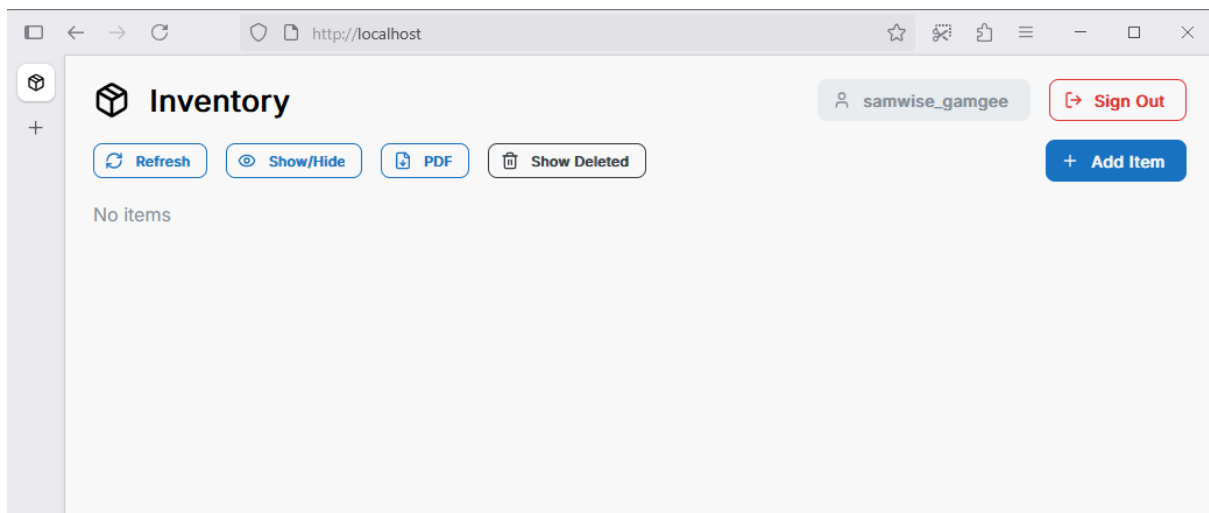 http://localhost
Inventory
samwise_gamgee
Sign Out
Refresh
Show/Hide
PDF
Show Deleted
+ Add Item
No items